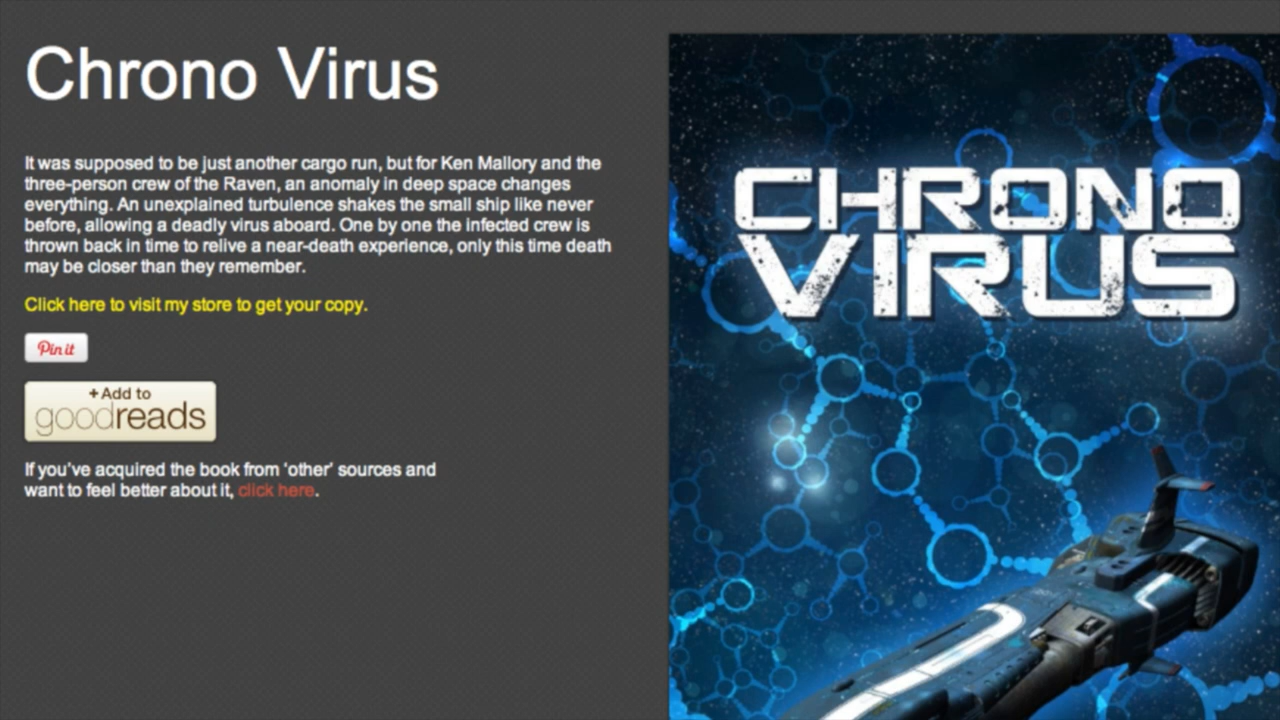 Chrono Virus
It was supposed to be just another cargo run, but for Ken Mallory and the
three-person crew of the Raven, an anomaly in deep space changes
everything. An unexplained turbulence shakes the small ship like never
before, allowing a deadly virus aboard. One by one the infected crew is
thrown back in time to relive a near-death experience, only this time death
may be closer than they remember.
Click here to visit my store to get your copy.
Pin it
+ Add to
goodreads
If you've acquired the book from 'other' sources and
want to feel better about it, click here.
CHRONO
VIRUS